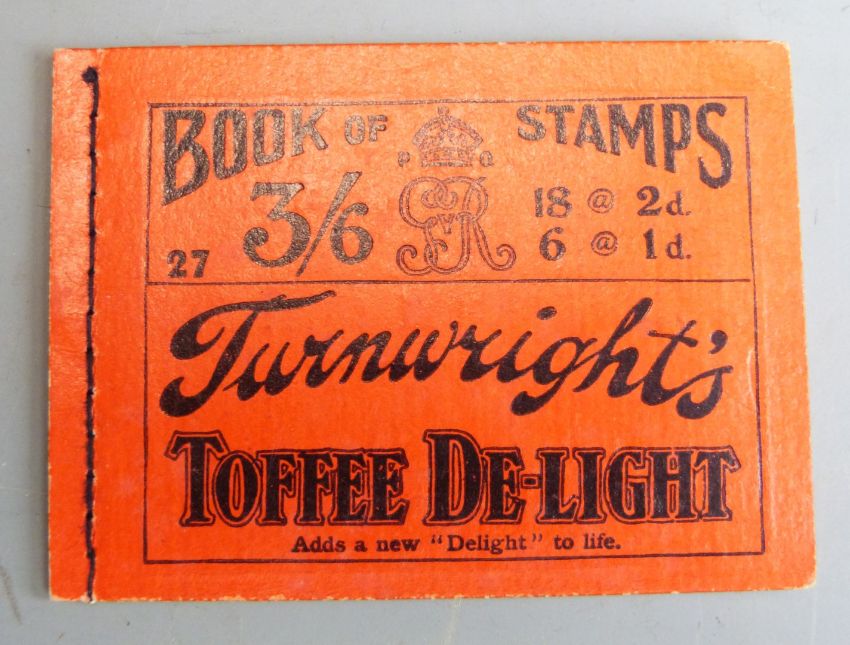 BOOK OF STAMPS
P O
GvR
3/6
18 @ 2d.
6 @ 1d.
27
Turnwright's
TOFFEE DE-LIGHT
Adds a new "Delight" to life.